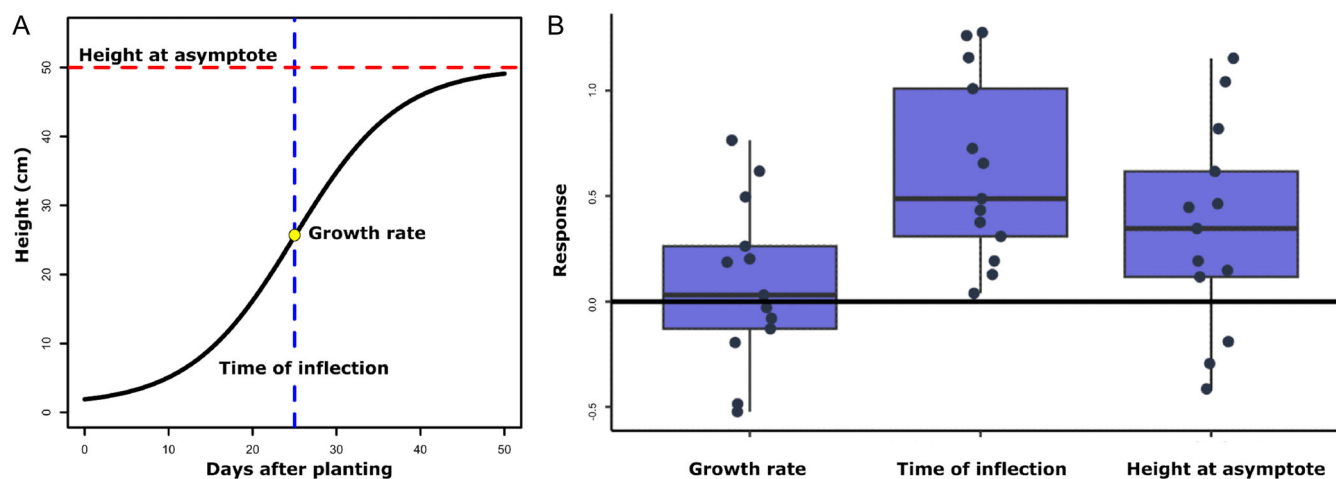 A
Height at asymptote
Growth rate
Time of inflection
Height (cm)
50
40
30
20
10
0
0 10 20 30 40 50
Days after planting
B
Response
1.0
0.5
0.0
-0.5
Growth rate Time of inflection Height at asymptote